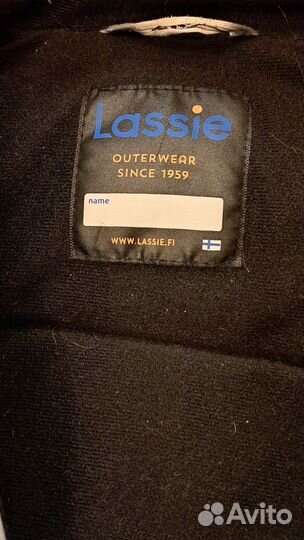 Lassie
OUTERWEAR
SINCE 1959
name
WWW.LASSIE.FI
Avito